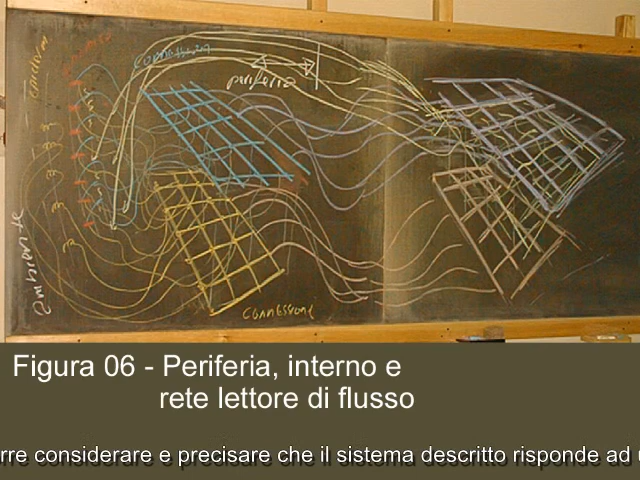 connessioni
periferia
ambiente
connessione
Figura 06 - Periferia, interno e
rete lettore di flusso
rre considerare e precisare che il sistema descritto risponde ad u